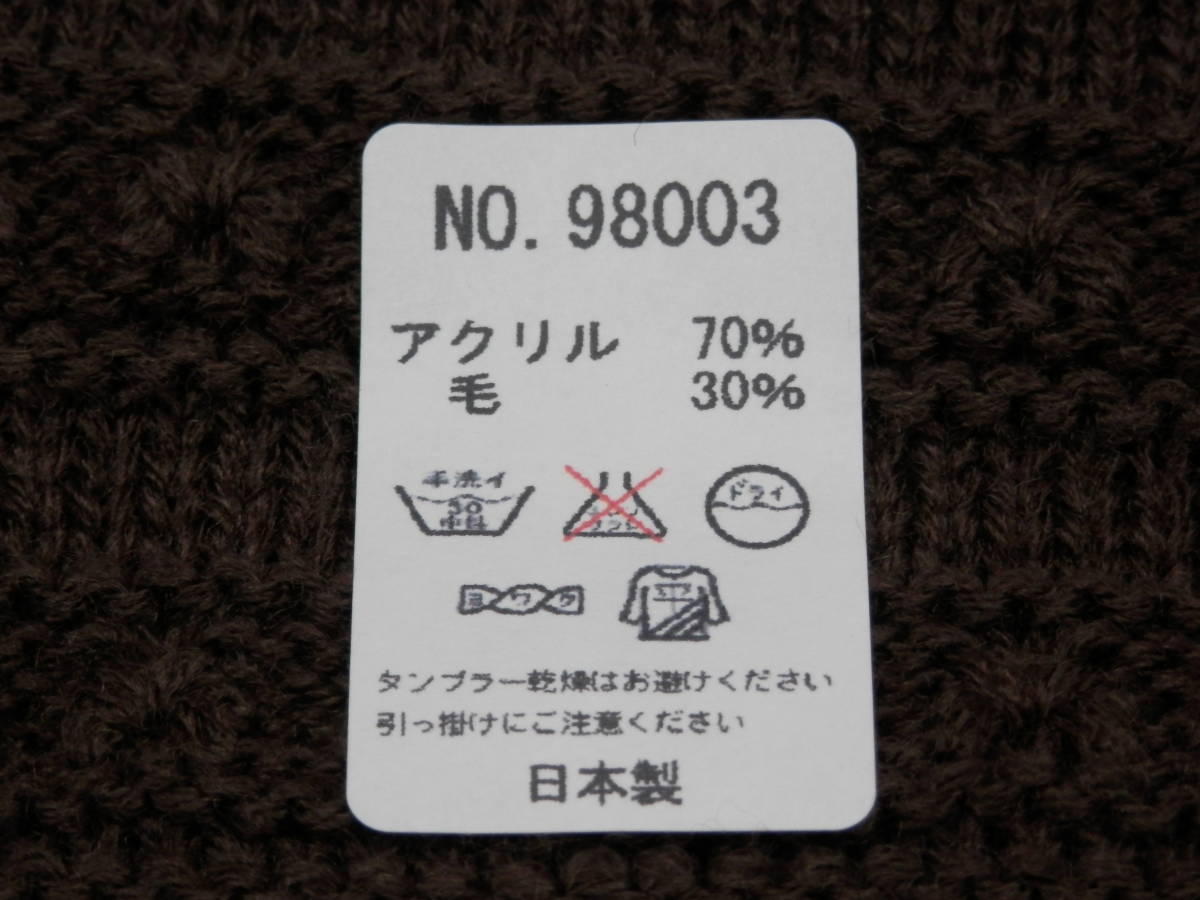 NO. 98003
アクリル 70%
毛 30%
手洗イ
30
中性
ドライ
ヨワク
タンブラー乾燥はお避けください
引っ掛けにご注意ください
日本製